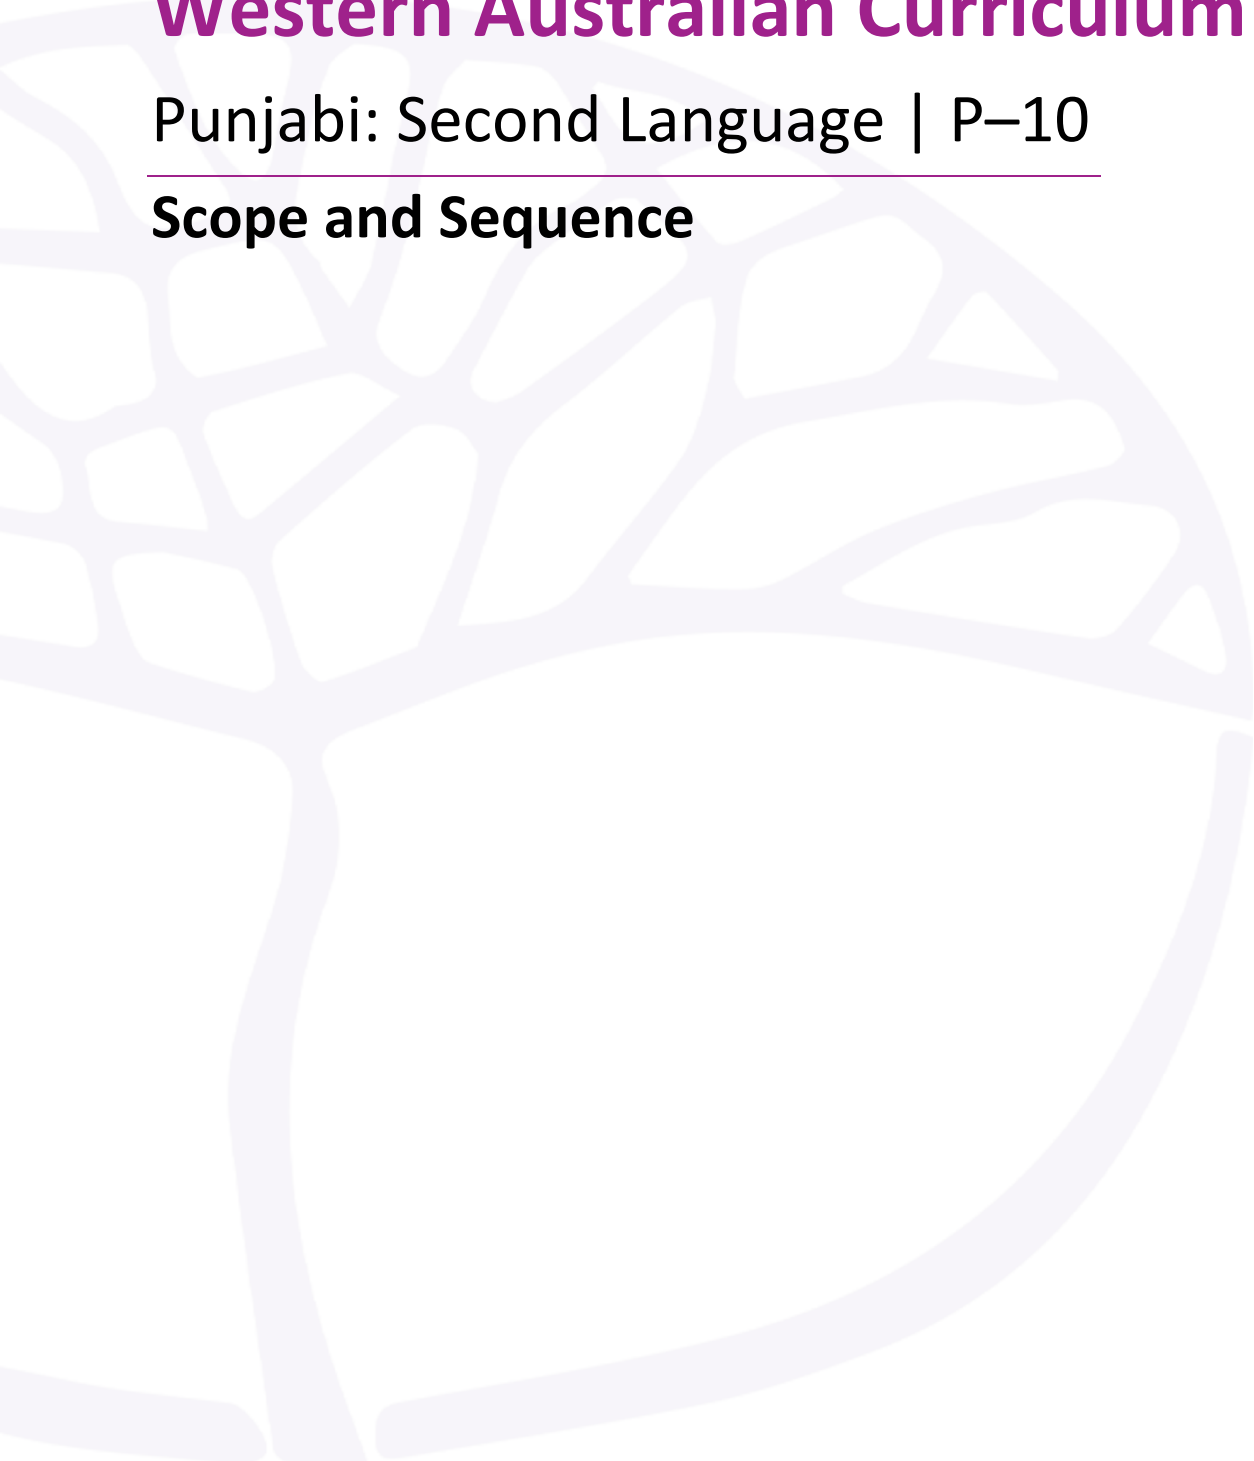 Western Australian Curriculum
Punjabi: Second Language | P–10
Scope and Sequence